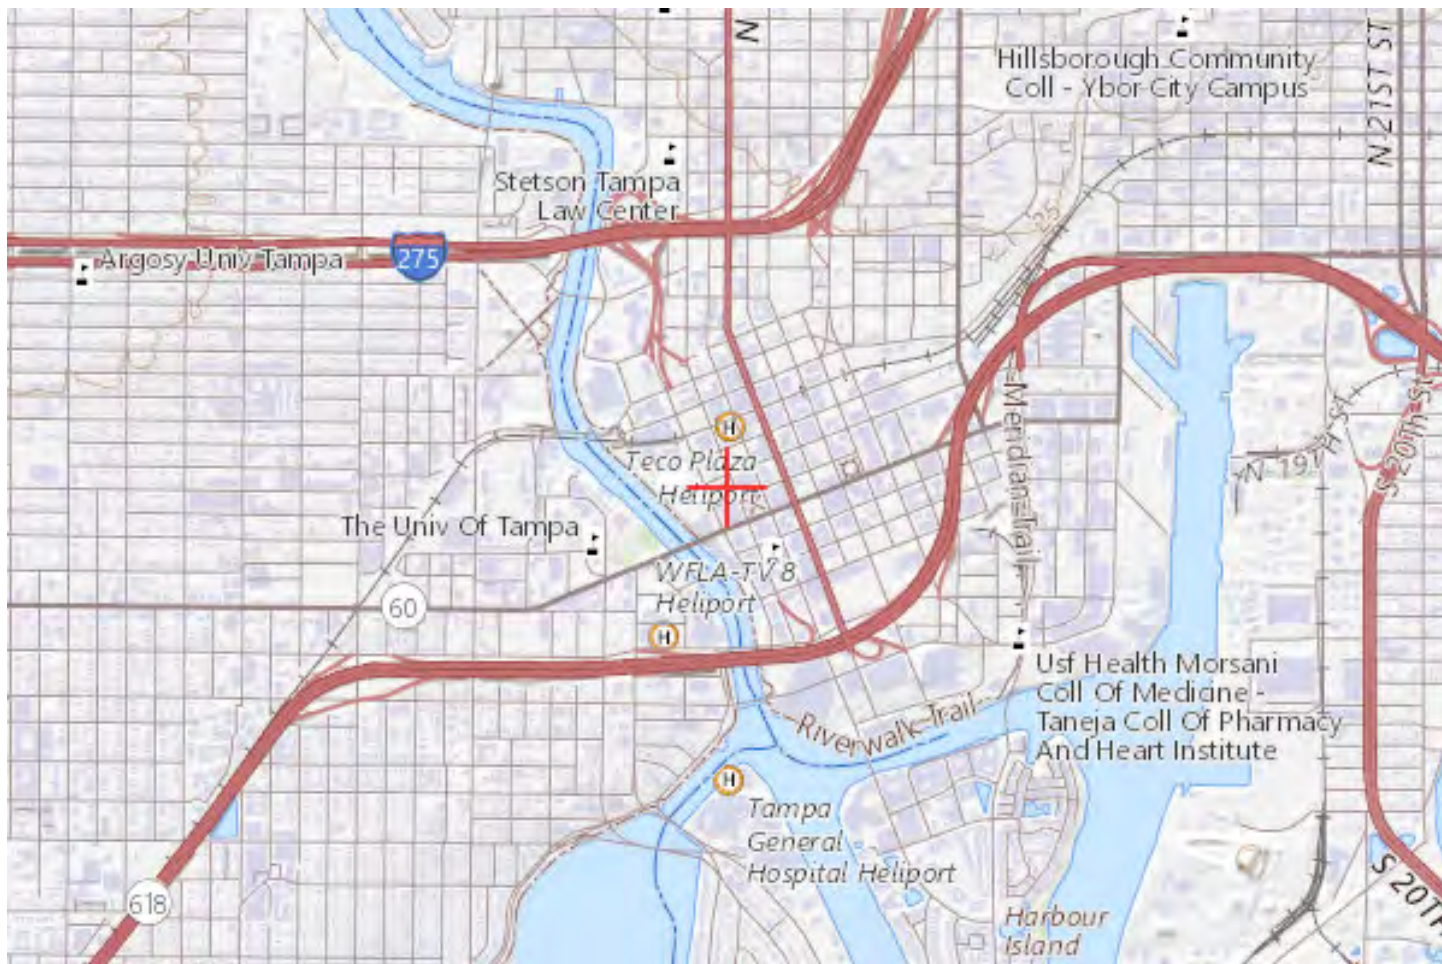 N
Hillsborough Community
Coll - Ybor City Campus
N 21ST ST
Stetson Tampa
Law Center
25
Argosy Univ Tampa
275
Meridian Trail
N 19TH ST
S 20TH St
H
Teco Plaza
Heliport
The Univ Of Tampa
WFLA-TV 8
Heliport
60
H
Usf Health Morsani
Coll Of Medicine -
Taneja Coll Of Pharmacy
And Heart Institute
Riverwalk Trail
H
Tampa
General
Hospital Heliport
618
S 20TH
Harbour
Island